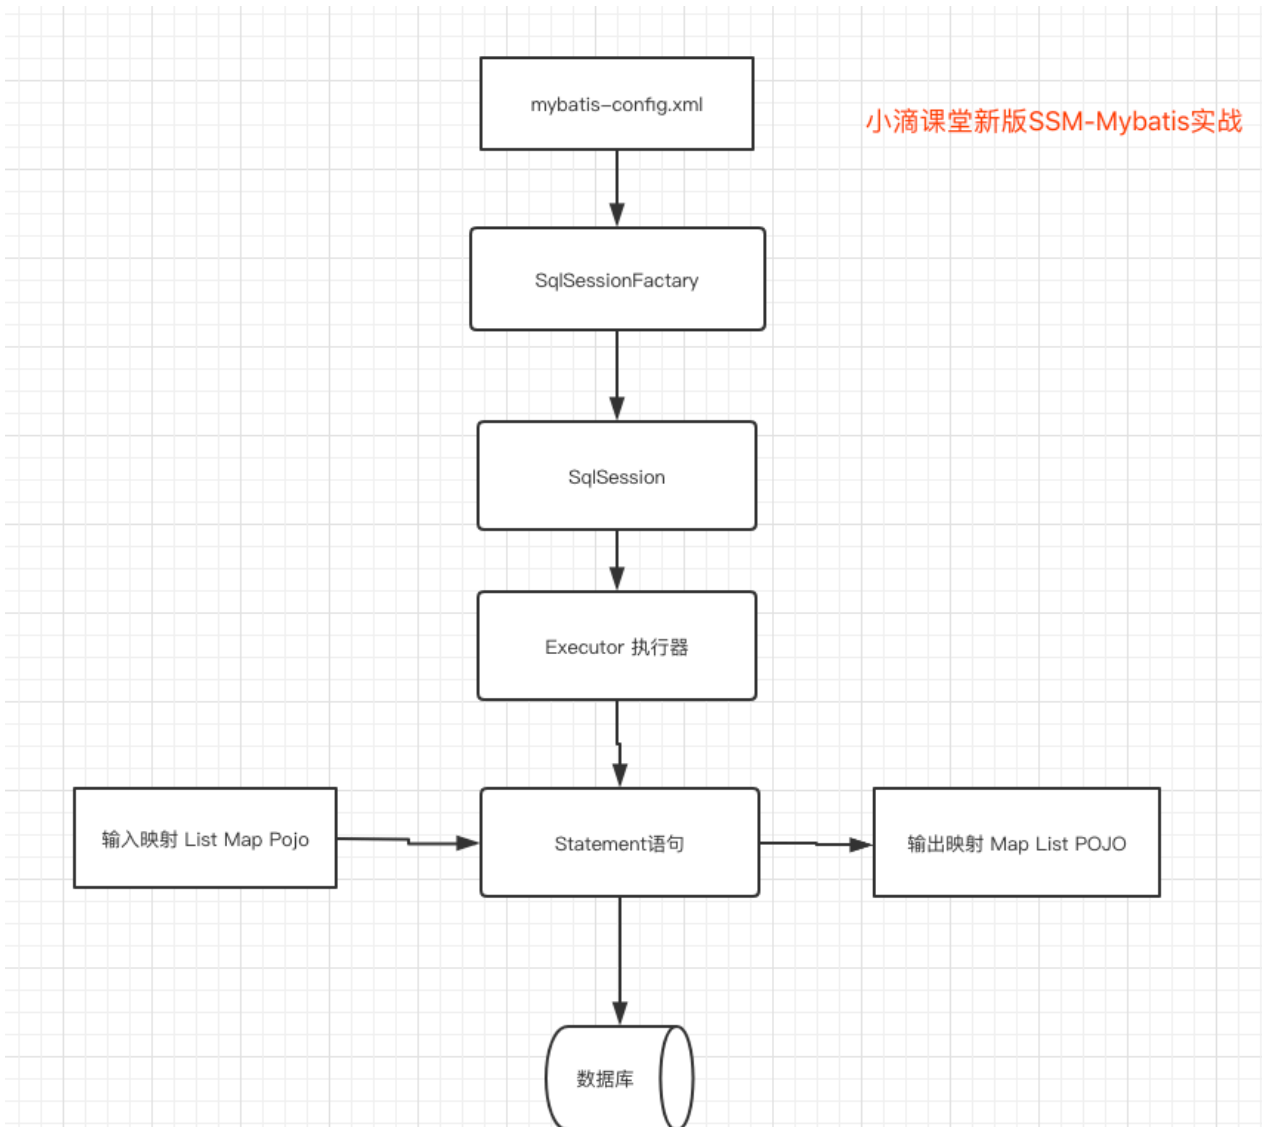 mybatis-config.xml
小滴课堂新版SSM-Mybatis实战
SqlSessionFactary
SqlSession
Executor 执行器
输入映射 List Map Pojo
Statement语句
输出映射 Map List POJO
数据库